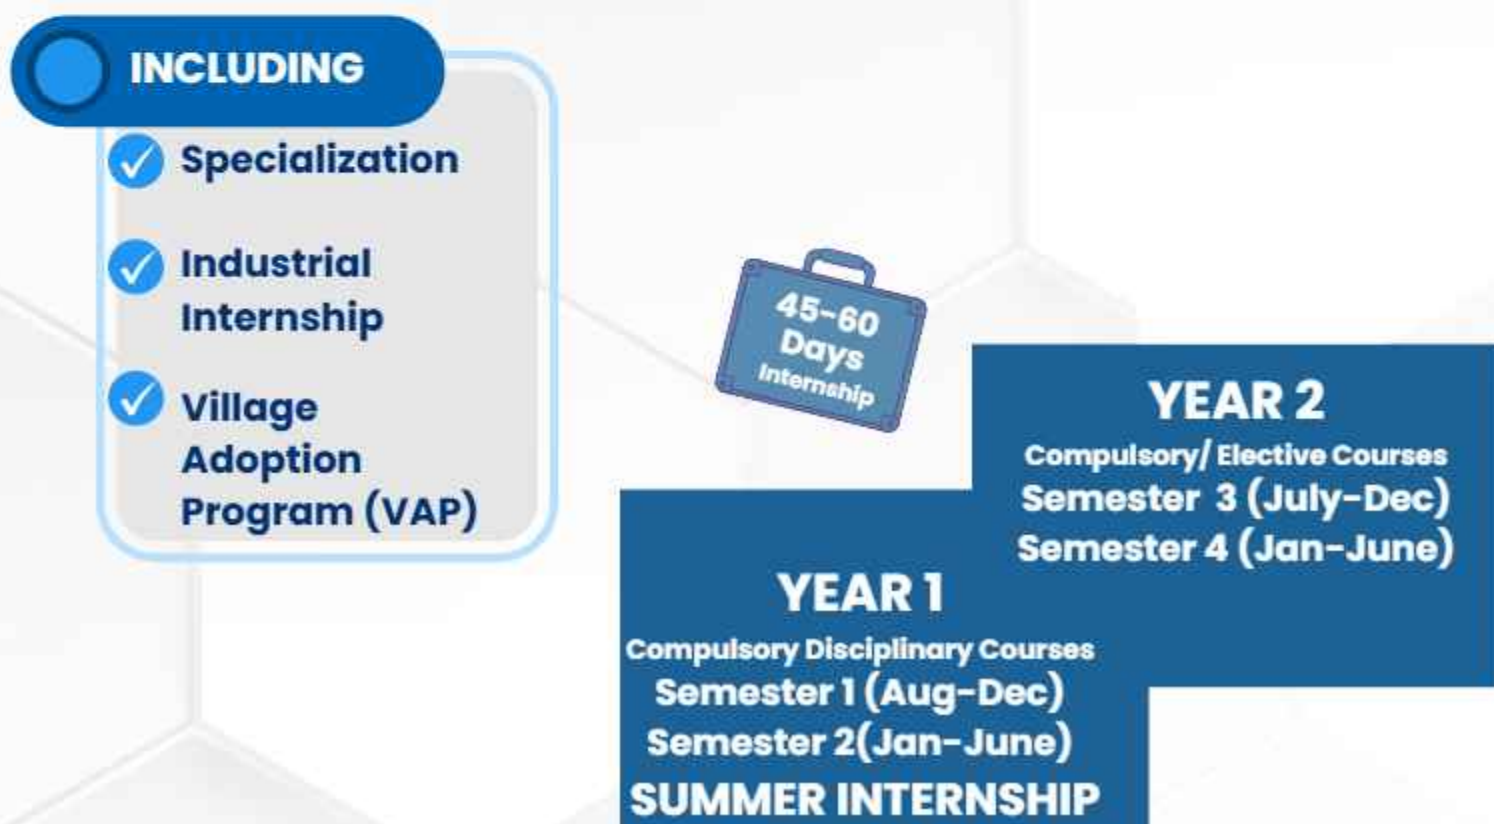 INCLUDING
Specialization
Industrial
Internship
Village
Adoption
Program (VAP)
45-60
Days
Internship
YEAR 2
Compulsory/ Elective Courses
Semester 3 (July-Dec)
Semester 4 (Jan-June)
YEAR 1
Compulsory Disciplinary Courses
Semester 1 (Aug-Dec)
Semester 2(Jan-June)
SUMMER INTERNSHIP